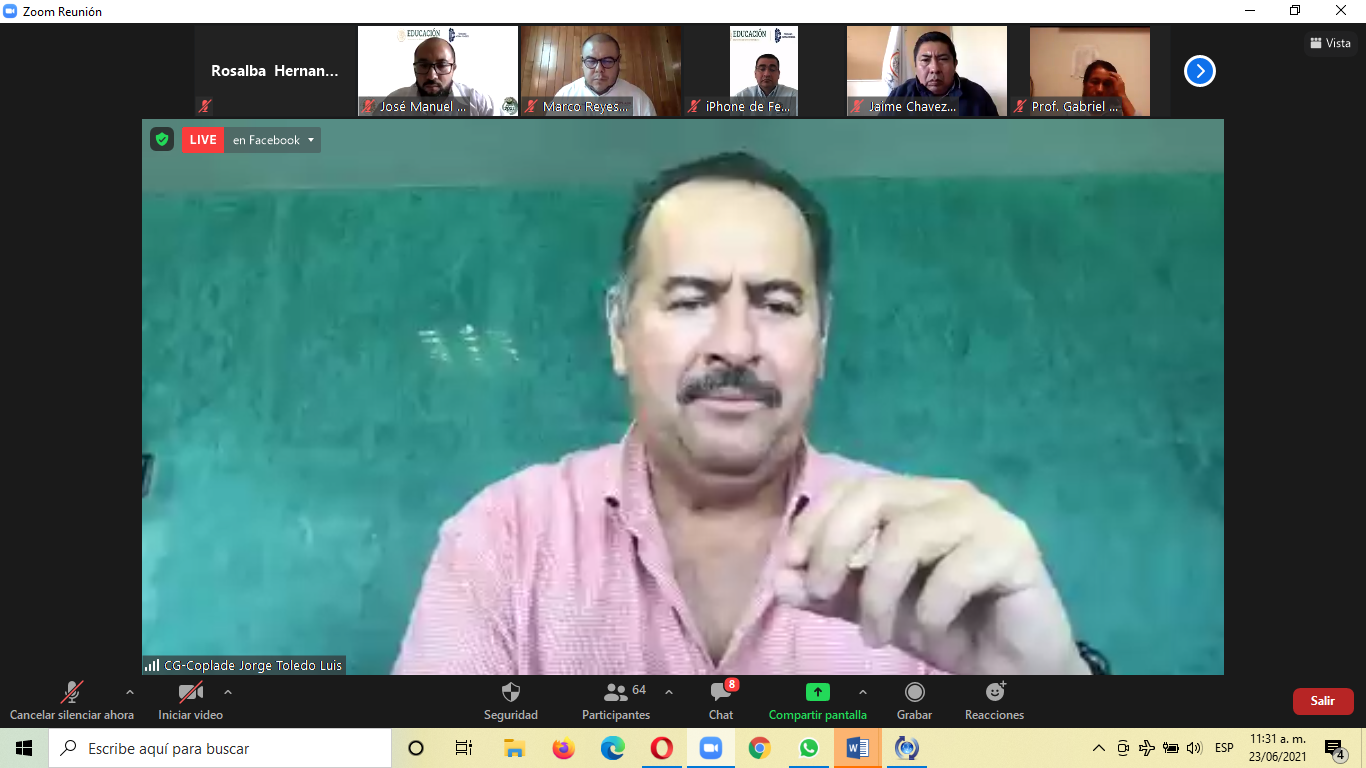 Zoom Reunión
Rosalba Hernan...
EDUCACIÓN
José Manuel ...
Marco Reyes...
EDUCACIÓN
iPhone de Fe...
Jaime Chavez...
Prof. Gabriel ...
Vista
LIVE en Facebook
CG-Coplade Jorge Toledo Luis
Cancelar silenciar ahora
Iniciar video
Seguridad
64
Participantes
8
Chat
Compartir pantalla
Grabar
Reacciones
Salir
Escribe aquí para buscar
ESP
11:31 a. m.
23/06/2021
4